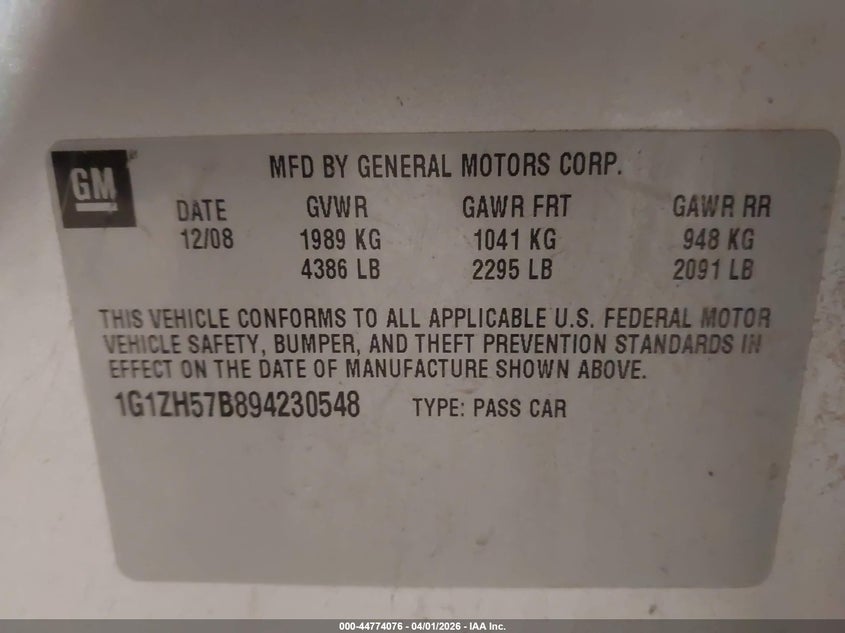 GM
MFD BY GENERAL MOTORS CORP.
DATE GVWR GAWR FRT GAWR RR
12/08 1989 KG 1041 KG 948 KG
4386 LB 2295 LB 2091 LB
THIS VEHICLE CONFORMS TO ALL APPLICABLE U.S. FEDERAL MOTOR
VEHICLE SAFETY, BUMPER, AND THEFT PREVENTION STANDARDS IN
EFFECT ON THE DATE OF MANUFACTURE SHOWN ABOVE.
1G1ZH57B894230548 TYPE: PASS CAR
000-44774076 - 04/01/2026 - IAA Inc.